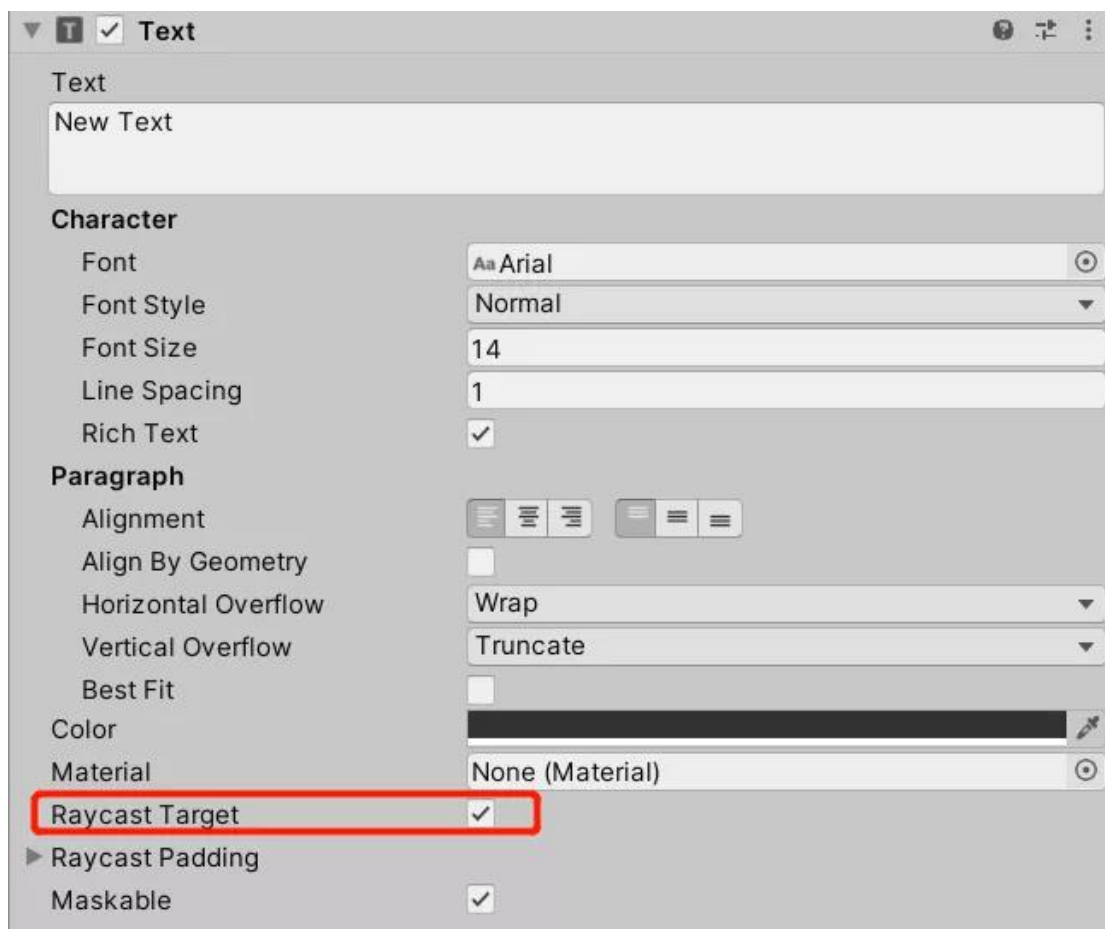 Text
Text
New Text
Character
Font Aa Arial
Font Style Normal
Font Size 14
Line Spacing 1
Rich Text
Paragraph
Alignment
Align By Geometry
Horizontal Overflow Wrap
Vertical Overflow Truncate
Best Fit
Color
Material None (Material)
Raycast Target
Raycast Padding
Maskable